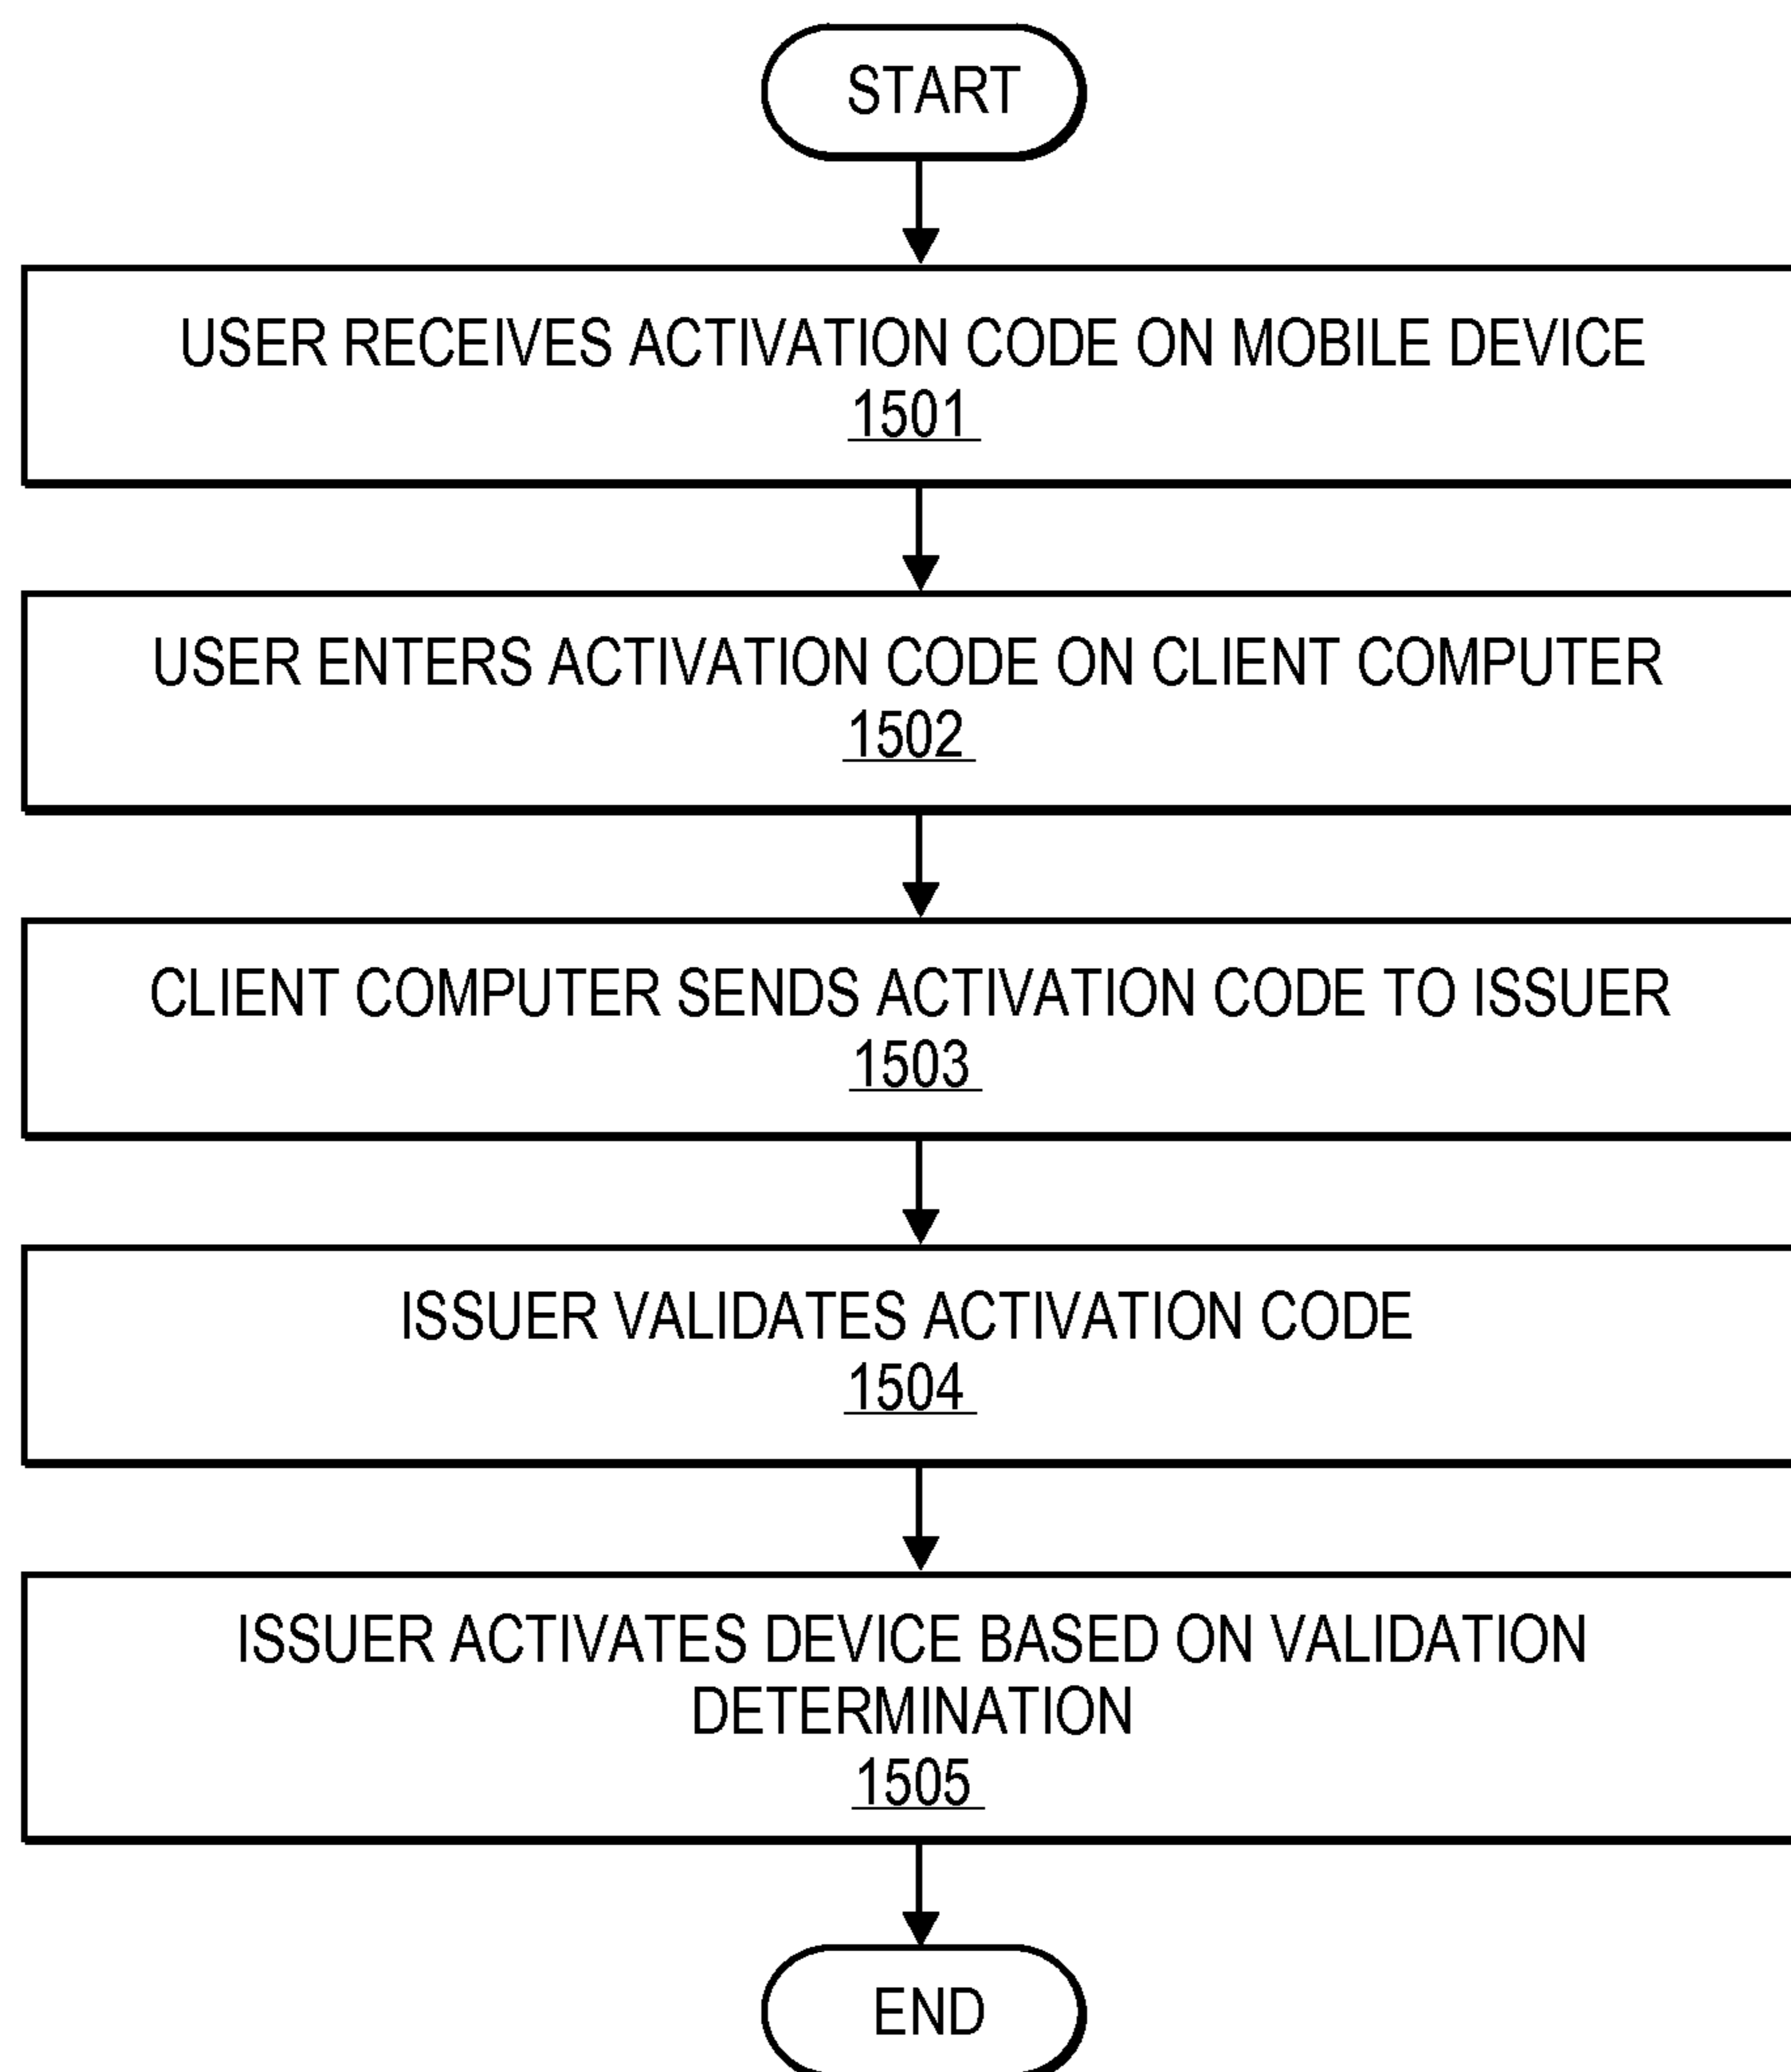 START
USER RECEIVES ACTIVATION CODE ON MOBILE DEVICE
1501
USER ENTERS ACTIVATION CODE ON CLIENT COMPUTER
1502
CLIENT COMPUTER SENDS ACTIVATION CODE TO ISSUER
1503
ISSUER VALIDATES ACTIVATION CODE
1504
ISSUER ACTIVATES DEVICE BASED ON VALIDATION
DETERMINATION
1505
END